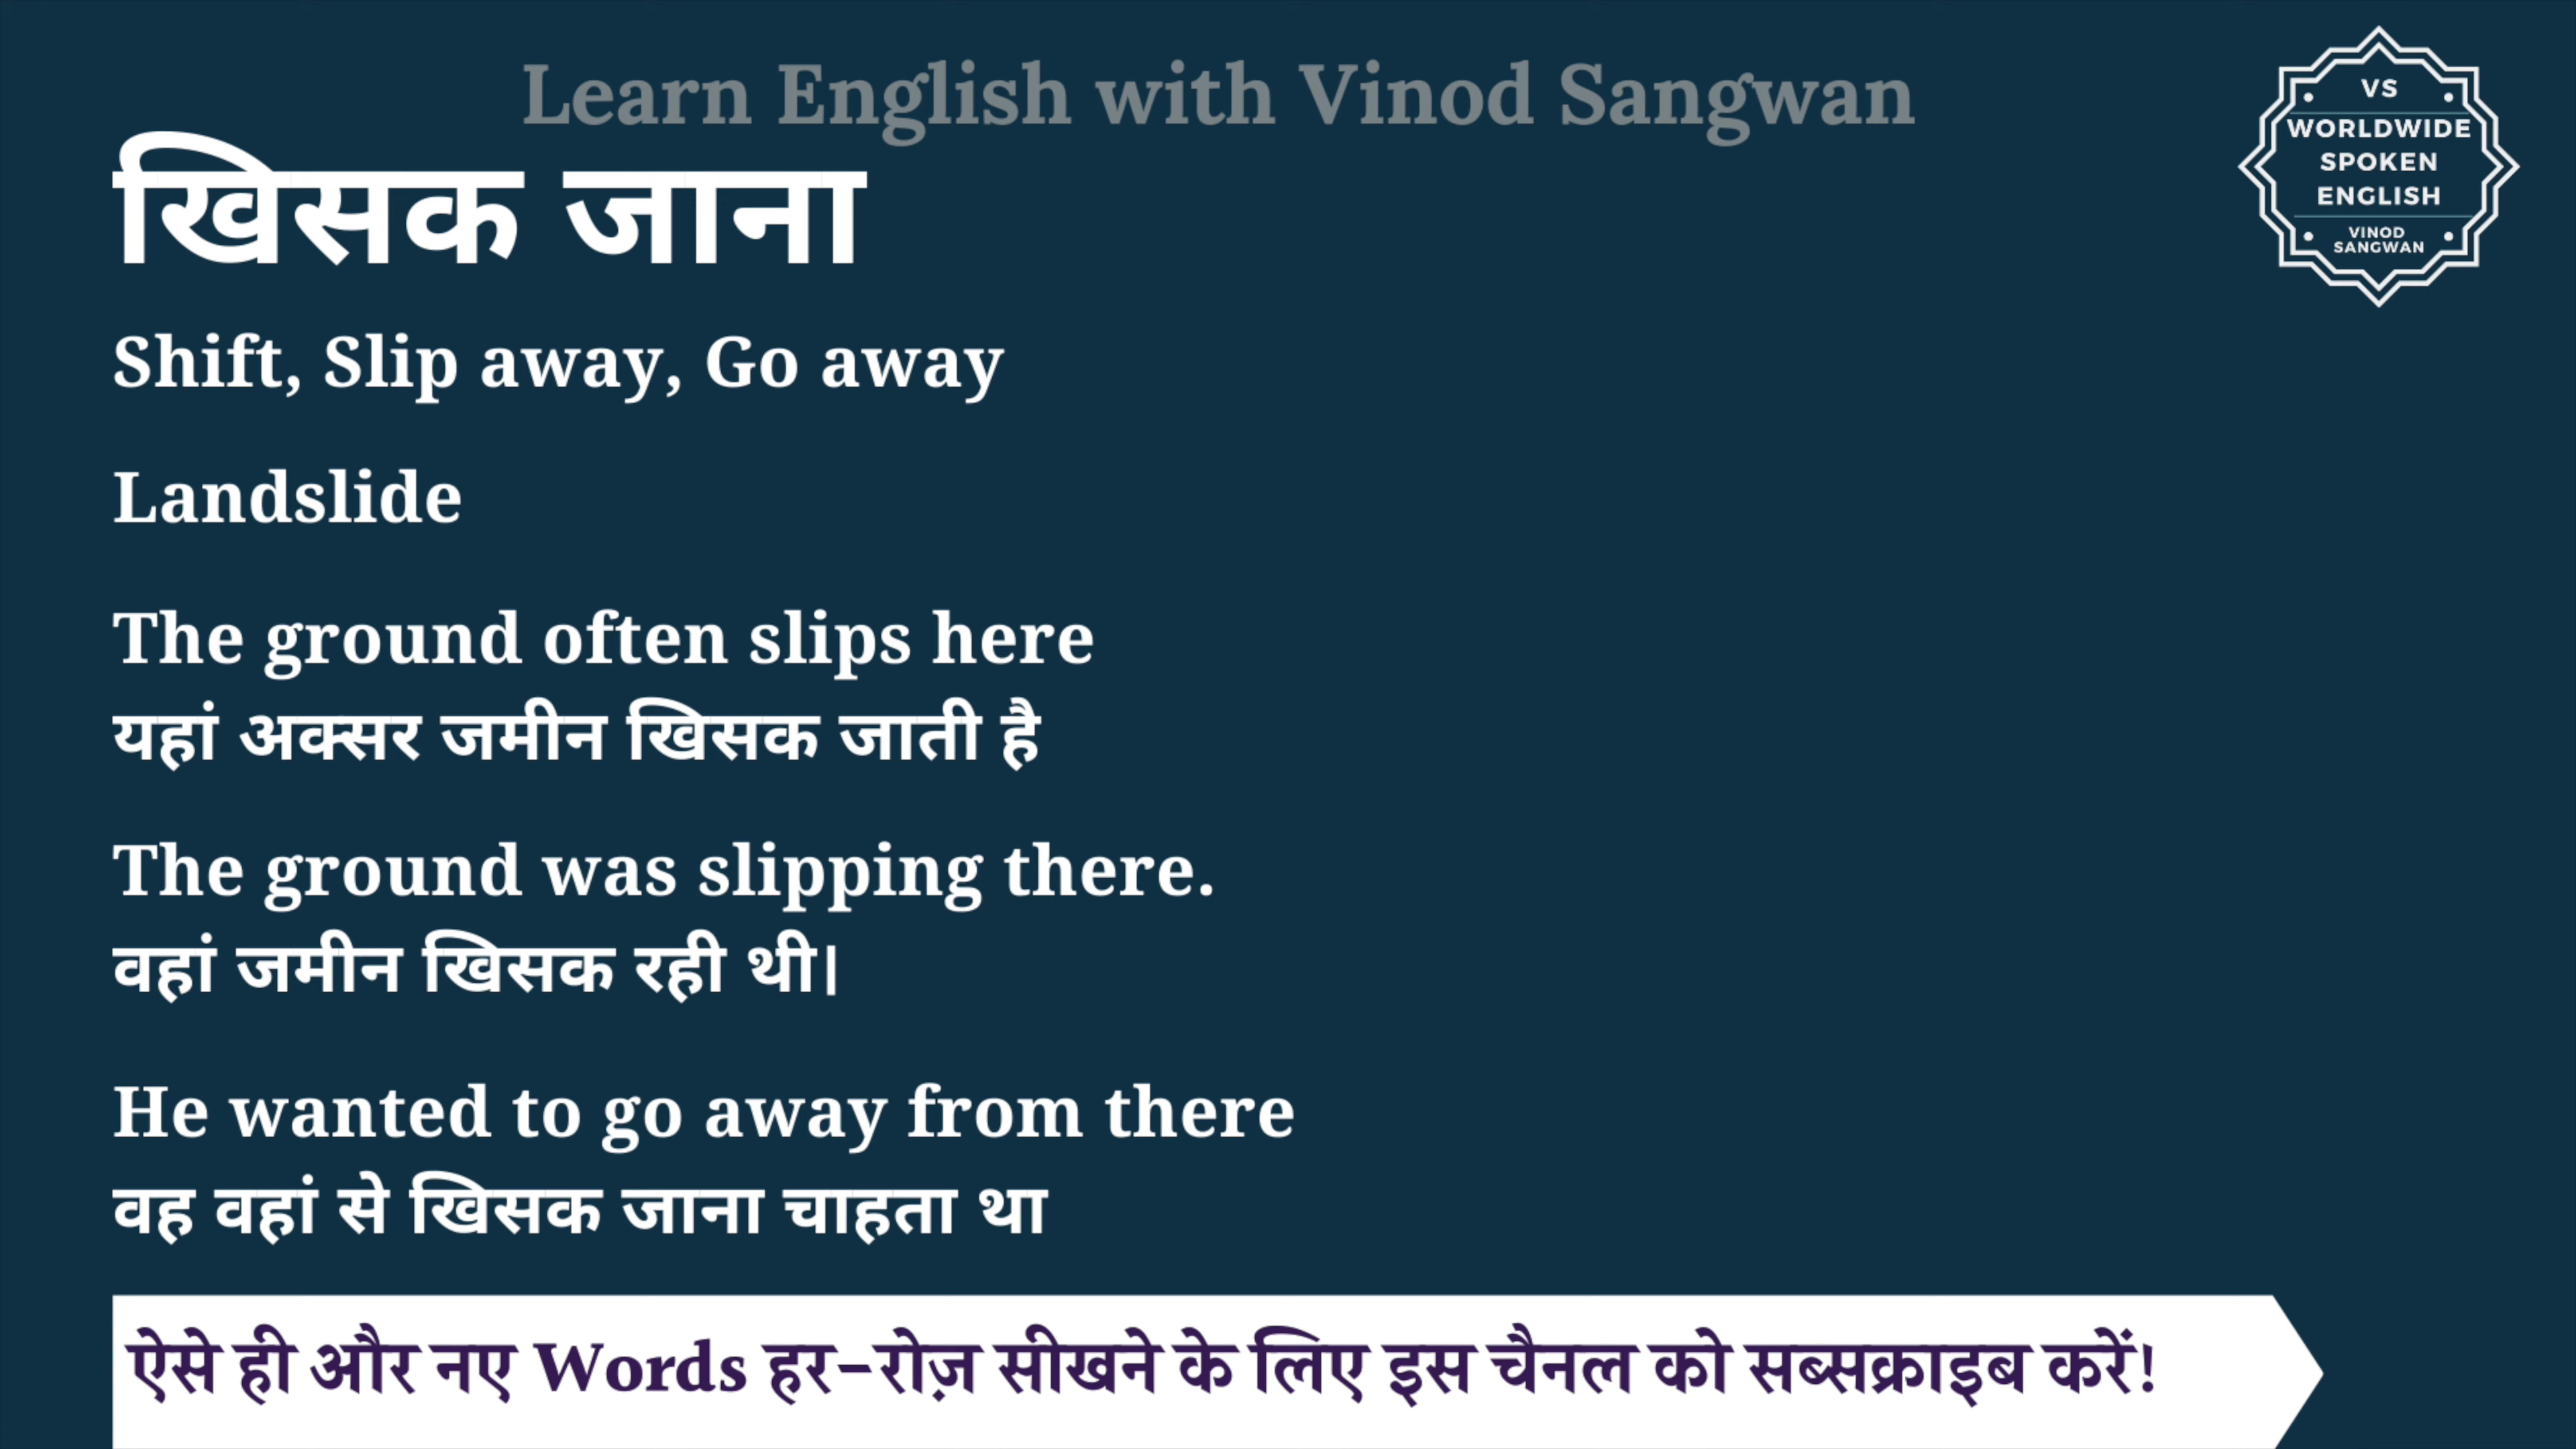 Learn English with Vinod Sangwan
VS
WORLDWIDE
SPOKEN
ENGLISH
VINOD
SANGWAN
खिसक जाना
Shift, Slip away, Go away
Landslide
The ground often slips here
यहां अक्सर जमीन खिसक जाती है
The ground was slipping there.
वहां जमीन खिसक रही थी।
He wanted to go away from there
वह वहां से खिसक जाना चाहता था
ऐसे ही और नए Words हर-रोज़ सीखने के लिए इस चैनल को सब्सक्राइब करें!